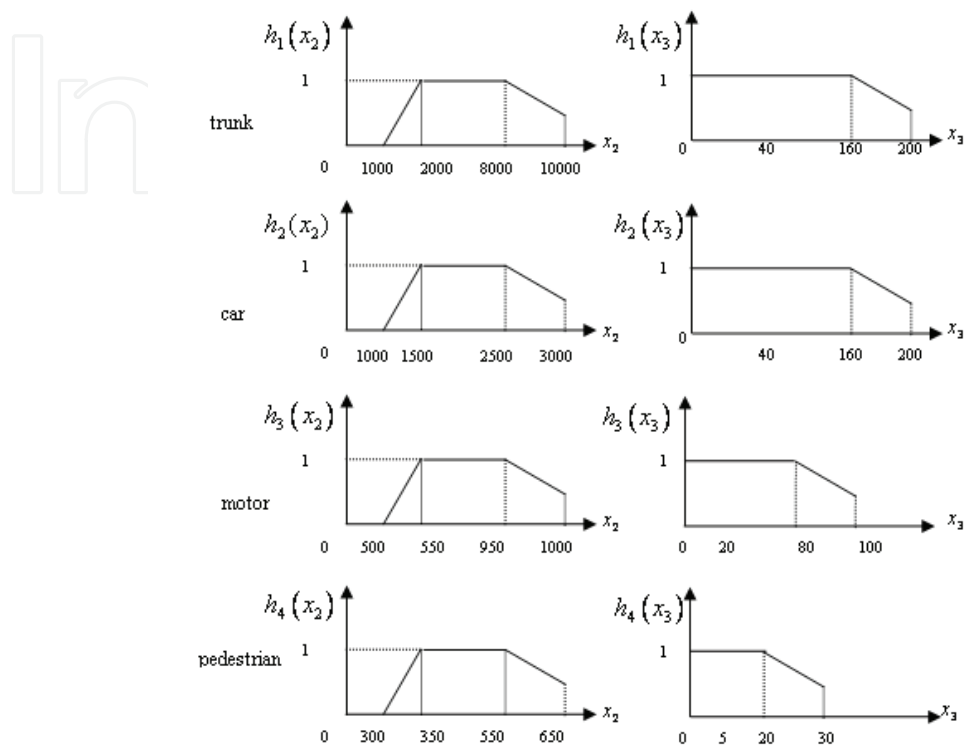 In
h₁(x₂)
1
trunk
x₂
0 1000 2000 8000 10000
h₁(x₃)
1
x₃
0 40 160 200
h₂(x₂)
1
car
x₂
0 1000 1500 2500 3000
h₂(x₃)
1
x₃
0 40 160 200
h₃(x₂)
1
motor
x₂
0 500 550 950 1000
h₃(x₃)
1
x₃
0 20 80 100
h₄(x₂)
1
pedestrian
x₂
0 300 350 550 650
h₄(x₃)
1
x₃
0 5 20 30